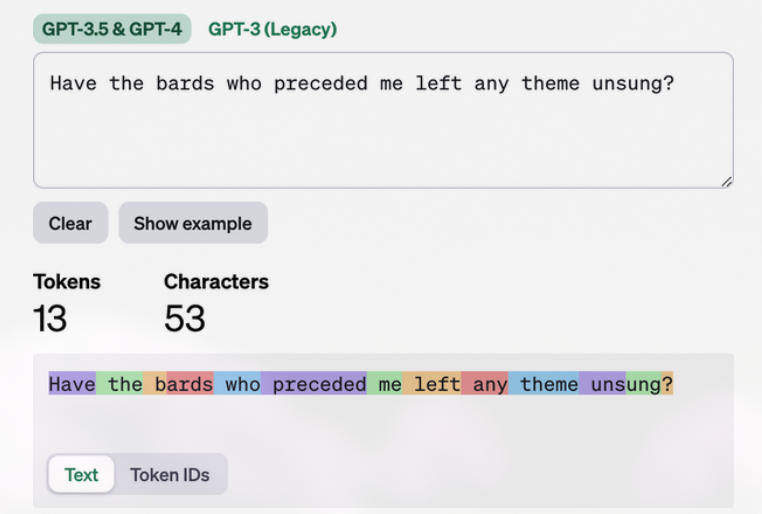 GPT-3.5 & GPT-4 GPT-3 (Legacy)
Have the bards who preceded me left any theme unsung?
Clear Show example
Tokens Characters
13 53
Have the bards who preceded me left any theme unsung?
Text Token IDs